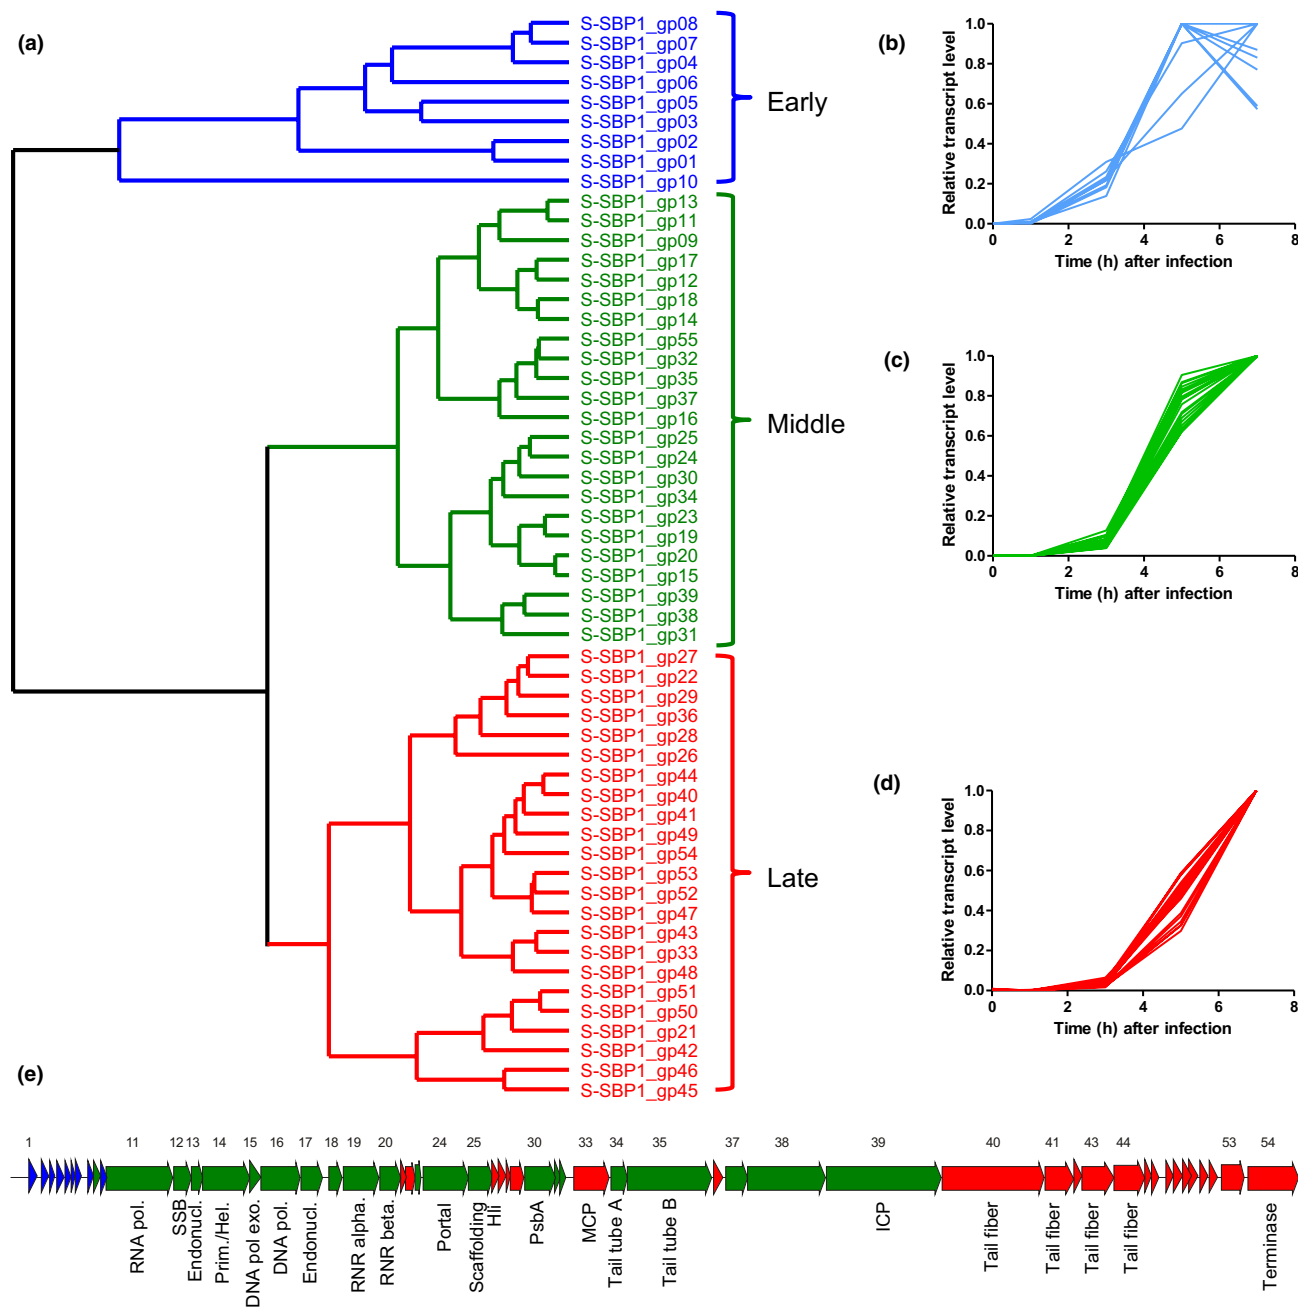 (a)
S-SBP1_gp08
S-SBP1_gp07
S-SBP1_gp04
S-SBP1_gp06
S-SBP1_gp05
S-SBP1_gp03
S-SBP1_gp02
S-SBP1_gp01
S-SBP1_gp10
Early
S-SBP1_gp13
S-SBP1_gp11
S-SBP1_gp09
S-SBP1_gp17
S-SBP1_gp12
S-SBP1_gp18
S-SBP1_gp14
S-SBP1_gp55
S-SBP1_gp32
S-SBP1_gp35
S-SBP1_gp37
S-SBP1_gp16
S-SBP1_gp25
S-SBP1_gp24
S-SBP1_gp30
S-SBP1_gp34
S-SBP1_gp23
S-SBP1_gp19
S-SBP1_gp20
S-SBP1_gp15
S-SBP1_gp39
S-SBP1_gp38
S-SBP1_gp31
Middle
S-SBP1_gp27
S-SBP1_gp22
S-SBP1_gp29
S-SBP1_gp36
S-SBP1_gp28
S-SBP1_gp26
S-SBP1_gp44
S-SBP1_gp40
S-SBP1_gp41
S-SBP1_gp49
S-SBP1_gp54
S-SBP1_gp53
S-SBP1_gp52
S-SBP1_gp47
S-SBP1_gp43
S-SBP1_gp33
S-SBP1_gp48
S-SBP1_gp51
S-SBP1_gp50
S-SBP1_gp21
S-SBP1_gp42
S-SBP1_gp46
S-SBP1_gp45
Late
(b)
Relative transcript level
1.0
0.8
0.6
0.4
0.2
0.0
0 2 4 6 8
Time (h) after infection
(c)
Relative transcript level
1.0
0.8
0.6
0.4
0.2
0.0
0 2 4 6 8
Time (h) after infection
(d)
Relative transcript level
1.0
0.8
0.6
0.4
0.2
0.0
0 2 4 6 8
Time (h) after infection
(e)
1 11 12 13 14 15 16 17 18 19 20 24 25 30 33 34 35 37 38 39 40 41 43 44 53 54
RNA pol.
SSB
Endonucl.
Prim./Hel.
DNA pol exo.
DNA pol.
Endonucl.
RNR alpha.
RNR beta.
Portal
Scaffolding
Hli
PsbA
MCP
Tail tube A
Tail tube B
ICP
Tail fiber
Tail fiber
Tail fiber
Tail fiber
Terminase